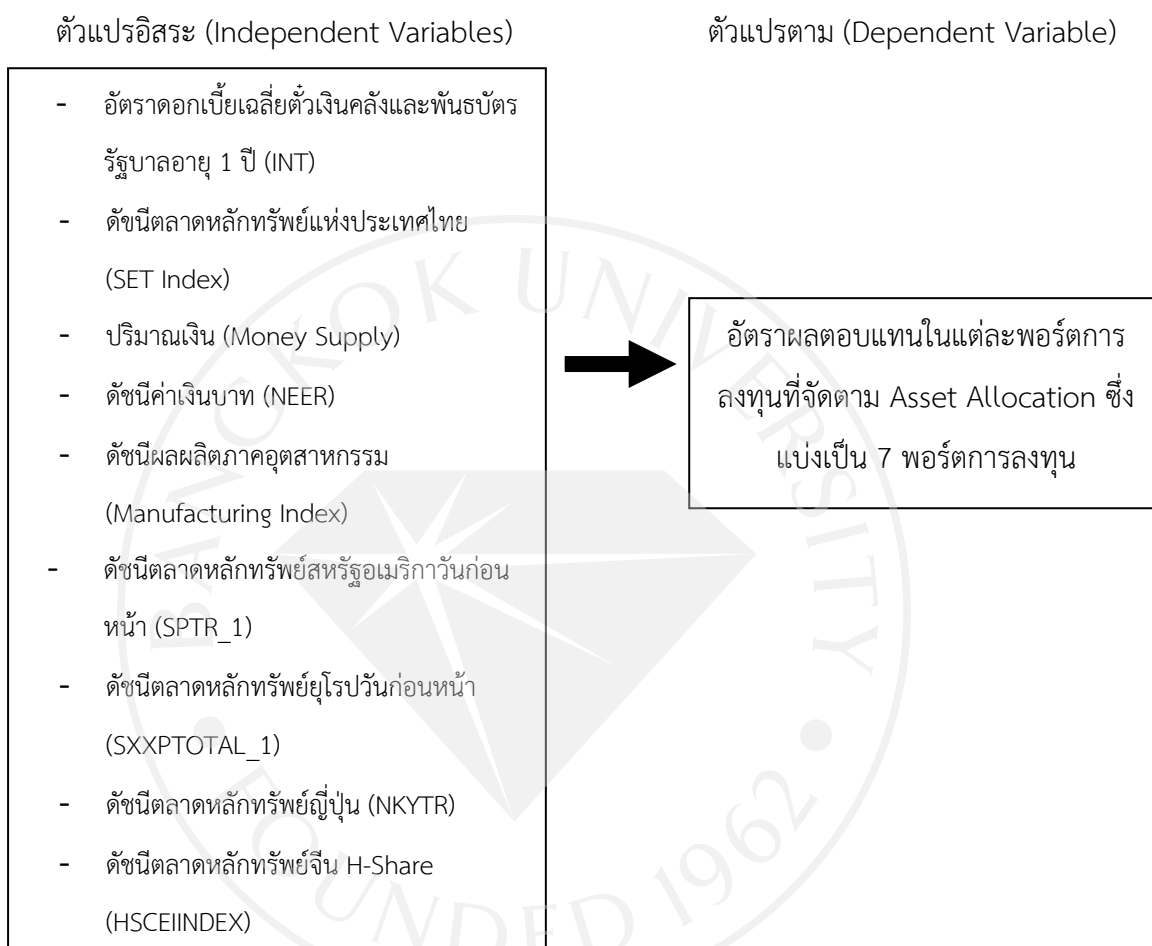 ตัวแปรอิสระ (Independent Variables)
- อัตราดอกเบี้ยเฉลี่ยตั๋วเงินคลังและพันธบัตร
รัฐบาลอายุ 1 ปี (INT)
- ดัขนีตลาดหลักทรัพย์แห่งประเทศไทย
(SET Index)
- ปริมาณเงิน (Money Supply)
- ดัชนีค่าเงินบาท (NEER)
- ดัชนีผลผลิตภาคอุตสาหกรรม
(Manufacturing Index)
- ดัชนีตลาดหลักทรัพย์สหรัฐอเมริกาวันก่อน
หน้า (SPTR_1)
- ดัชนีตลาดหลักทรัพย์ยุโรปวันก่อนหน้า
(SXXPTOTAL_1)
- ดัชนีตลาดหลักทรัพย์ญี่ปุ่น (NKYTR)
- ดัชนีตลาดหลักทรัพย์จีน H-Share
(HSCEIINDEX)
ตัวแปรตาม (Dependent Variable)
อัตราผลตอบแทนในแต่ละพอร์ตการ
ลงทุนที่จัดตาม Asset Allocation ซึ่ง
แบ่งเป็น 7 พอร์ตการลงทุน
BANGKOK UNIVERSITY
FOUNDED 1962